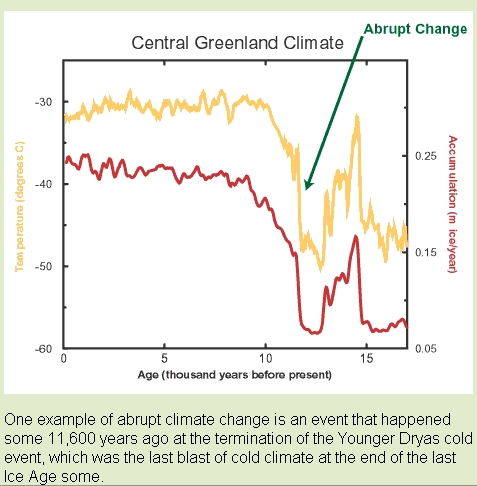 Abrupt Change
Central Greenland Climate
-30
-40
-50
-60
Temperature (degrees C)
0.25
0.15
0.05
Accumulation (m ice/year)
0
5
10
15
Age (thousand years before present)
One example of abrupt climate change is an event that happened
some 11,600 years ago at the termination of the Younger Dryas cold
event, which was the last blast of cold climate at the end of the last
Ice Age some.